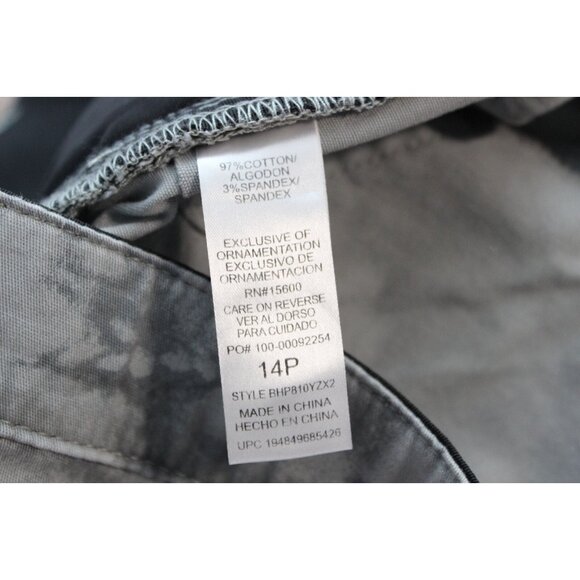 97%COTTON/
ALGODON
3%SPANDEX/
SPANDEX
EXCLUSIVE OF
ORNAMENTATION
EXCLUSIVO DE
ORNAMENTACION
RN#15600
CARE ON REVERSE
VER AL DORSO
PARA CUIDADO
PO# 100-00092254
14P
STYLE BHP810YZX2
MADE IN CHINA
HECHO EN CHINA
UPC 194849685426